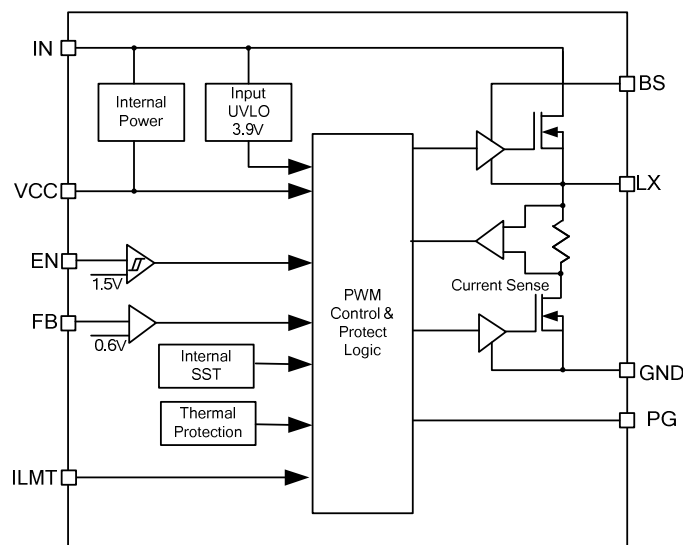 IN
BS
Internal
Power
Input
UVLO
3.9V
VCC
LX
EN
1.5V
PWM
Control &
Protect
Logic
Current Sense
FB
0.6V
Internal
SST
GND
Thermal
Protection
PG
ILMT